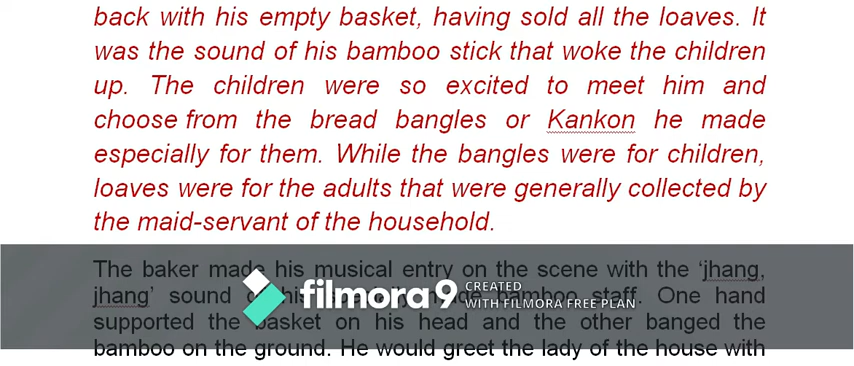 back with his empty basket, having sold all the loaves. It
was the sound of his bamboo stick that woke the children
up. The children were so excited to meet him and
choose from the bread bangles or Kankon he made
especially for them. While the bangles were for children,
loaves were for the adults that were generally collected by
the maid-servant of the household.
The baker made his musical entry on the scene with the ‘jhang,
jhang’ sound his bamboo staff. One hand
filmora9 CREATED
WITH FILMORA FREE PLAN
supported the basket on his head and the other banged the
bamboo on the ground. He would greet the lady of the house with